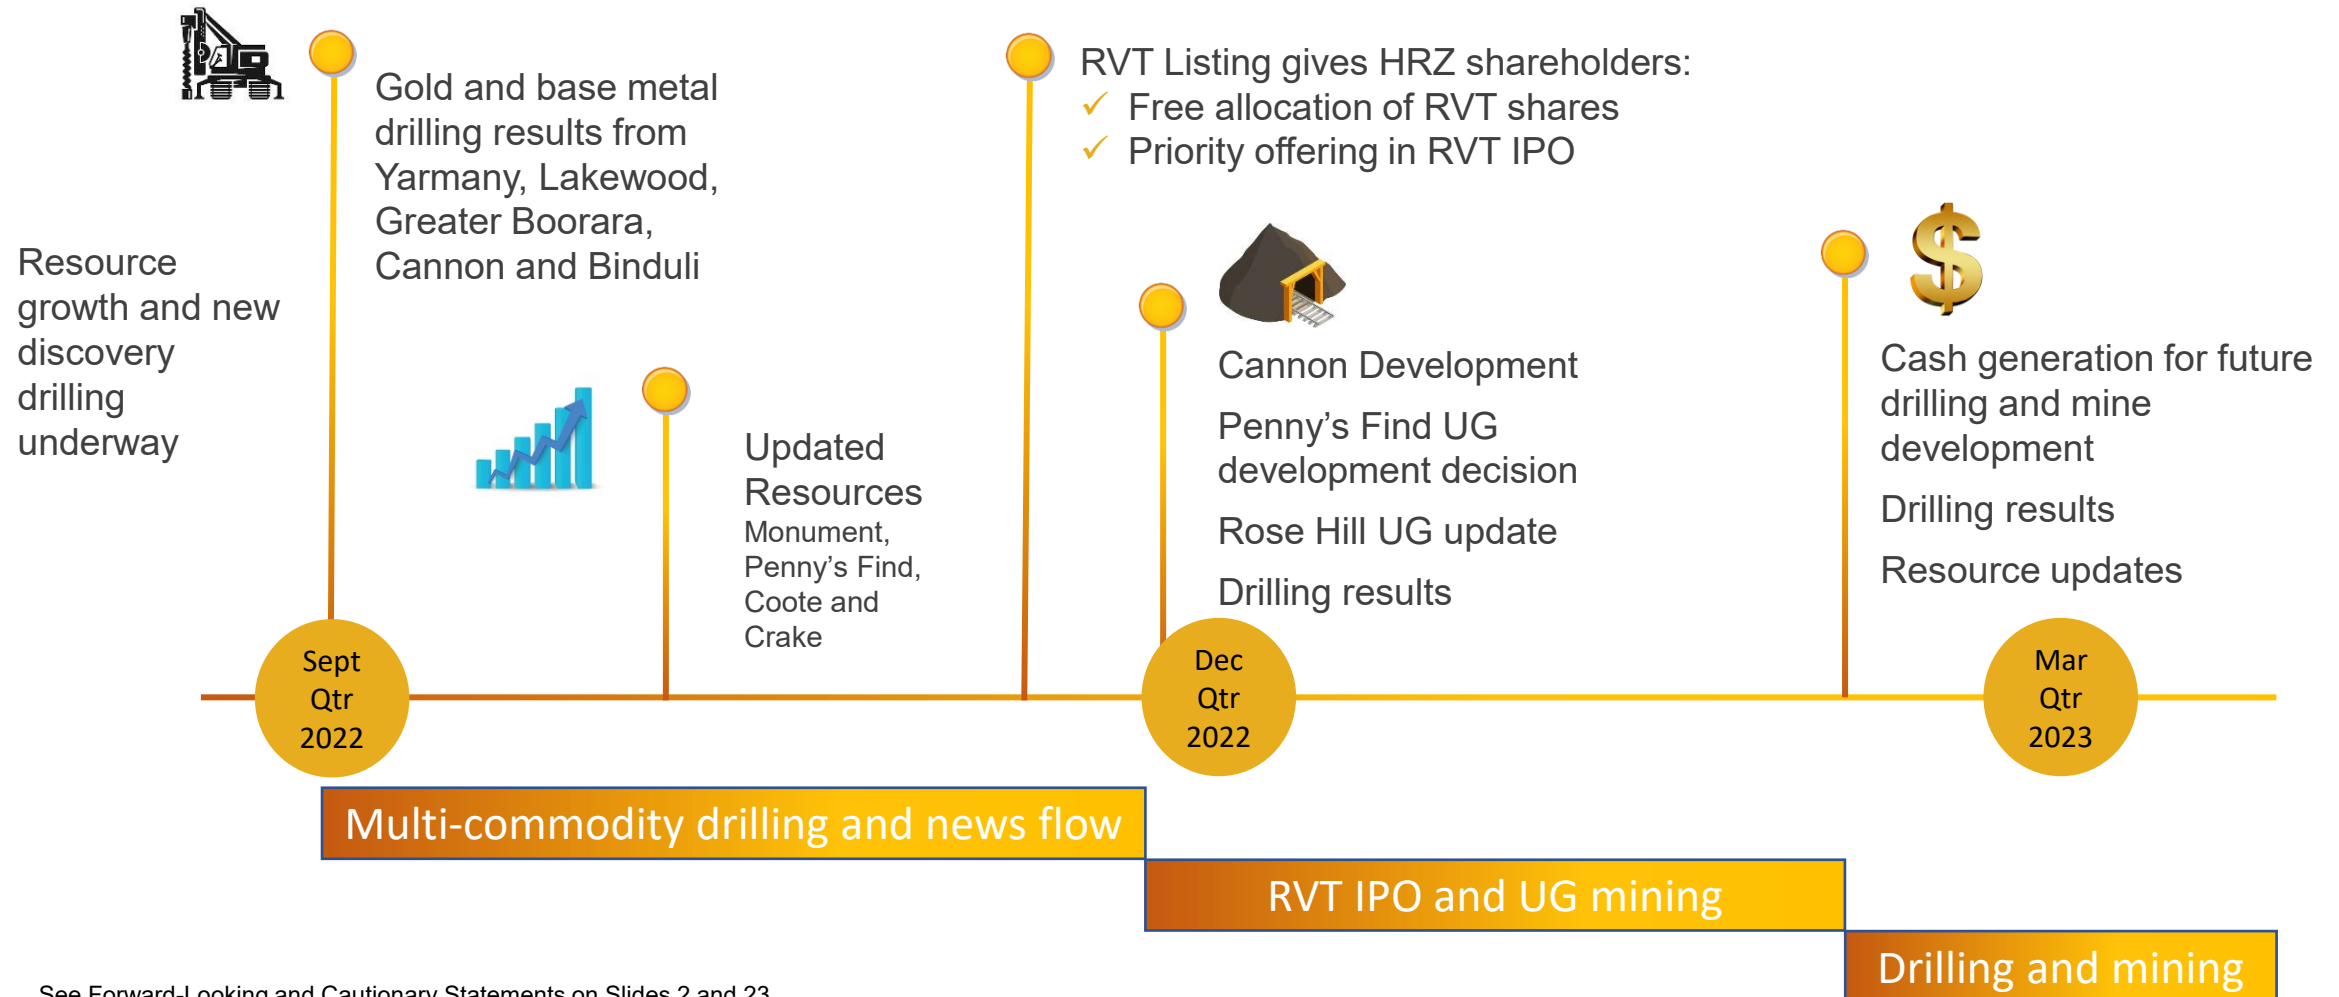 Resource
growth and new
discovery
drilling
underway
Gold and base metal
drilling results from
Yarmany, Lakewood,
Greater Boorara,
Cannon and Binduli
Updated
Resources
Monument,
Penny’s Find,
Coote and
Crake
RVT Listing gives HRZ shareholders:
✓ Free allocation of RVT shares
✓ Priority offering in RVT IPO
Cannon Development
Penny’s Find UG
development decision
Rose Hill UG update
Drilling results
Cash generation for future
drilling and mine
development
Drilling results
Resource updates
Sept
Qtr
2022
Dec
Qtr
2022
Mar
Qtr
2023
Multi-commodity drilling and news flow
RVT IPO and UG mining
Drilling and mining
See Forward-Looking and Cautionary Statements on Slides 2 and 23